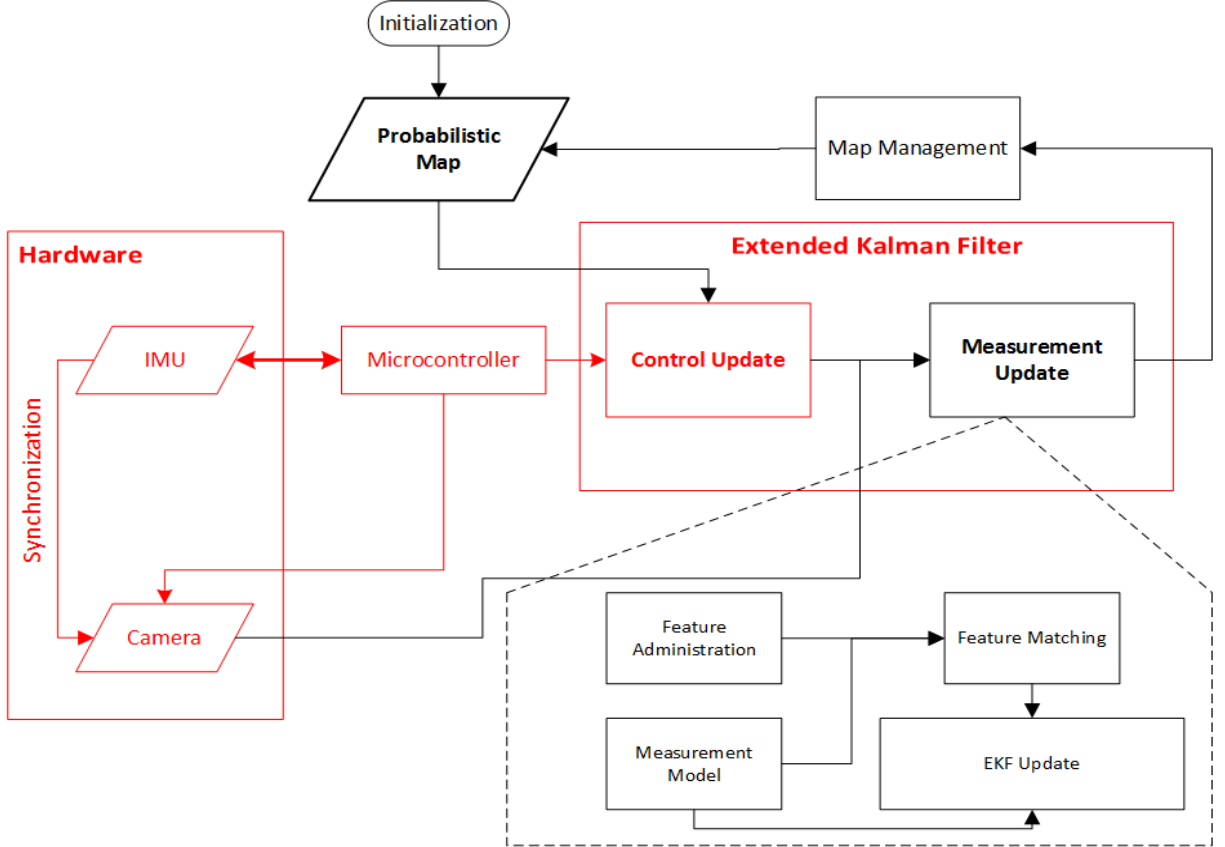 Initialization
Probabilistic
Map
Map Management
Hardware
Extended Kalman Filter
IMU
Microcontroller
Control Update
Measurement
Update
Synchronization
Camera
Feature
Administration
Feature Matching
Measurement
Model
EKF Update